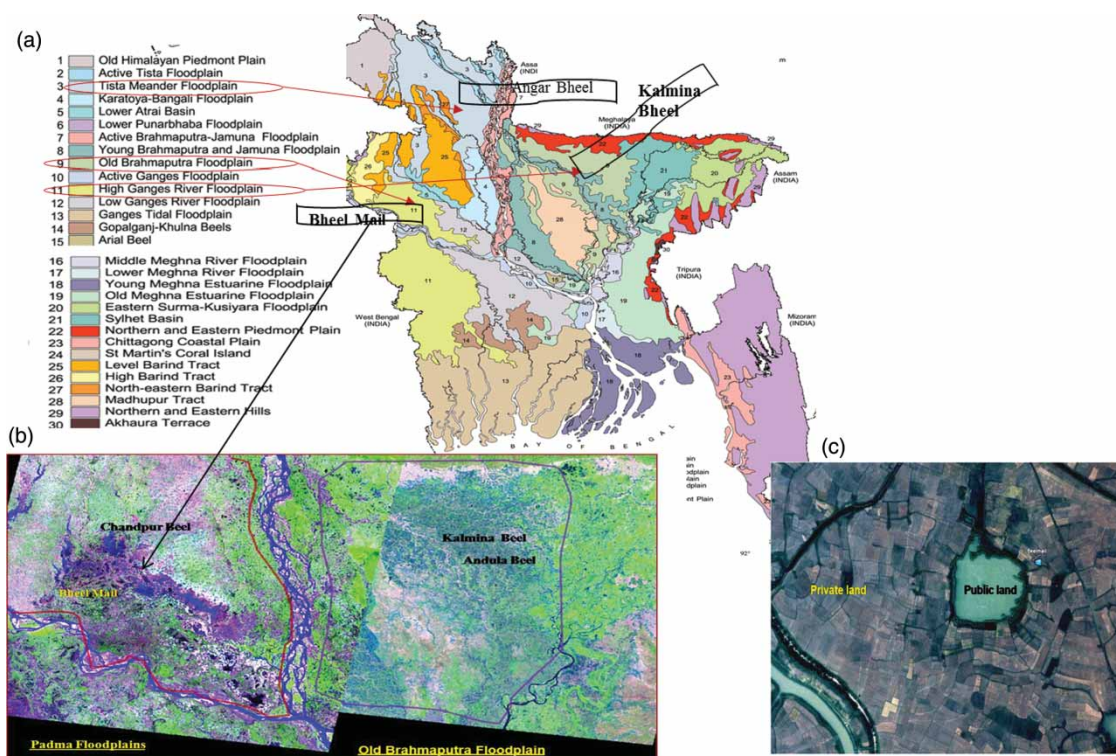 (a)
1 Old Himalayan Piedmont Plain
2 Active Tista Floodplain
3 Tista Meander Floodplain
4 Karatoya-Bangali Floodplain
5 Lower Atrai Basin
6 Lower Punarbhaba Floodplain
7 Active Brahmaputra-Jamuna Floodplain
8 Young Brahmaputra and Jamuna Floodplain
9 Old Brahmaputra Floodplain
10 Active Ganges Floodplain
11 High Ganges River Floodplain
12 Low Ganges River Floodplain
13 Ganges Tidal Floodplain
14 Gopalganj-Khulna Beels
15 Arial Beel
16 Middle Meghna River Floodplain
17 Lower Meghna River Floodplain
18 Young Meghna Estuarine Floodplain
19 Old Meghna Estuarine Floodplain
20 Eastern Surma-Kusiyara Floodplain
21 Sylhet Basin
22 Northern and Eastern Piedmont Plain
23 Chittagong Coastal Plain
24 St Martin's Coral Island
25 Level Barind Tract
26 High Barind Tract
27 North-eastern Barind Tract
28 Madhupur Tract
29 Northern and Eastern Hills
30 Akhaura Terrace
Assa
(INDI
m
Angar Bheel
Kalmina
Bheel
Meghalaya
(INDIA)
Assam
(INDIA)
Bheel Mail
Tripura
(INDIA)
West Bengal
(INDIA)
Mizoram
(INDIA)
BAY OF BENGAL
ain
plain
nt Plain
92°
(b)
Chandpur Beel
Bheel Mail
Kalmina Beel
Andula Beel
Padma Floodplains
Old Brahmaputra Floodplain
(c)
Private land
Public land